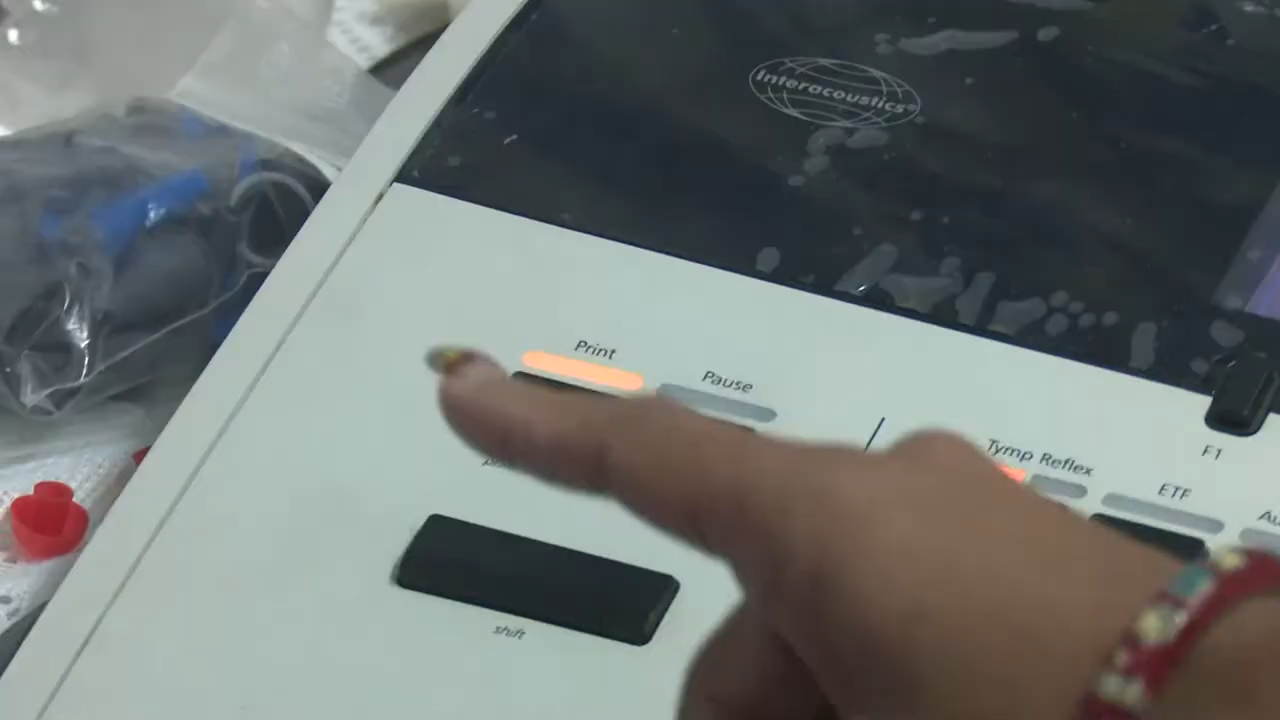 Interacoustics®
Print
Pause
Tymp Reflex
ETF
F1
shift